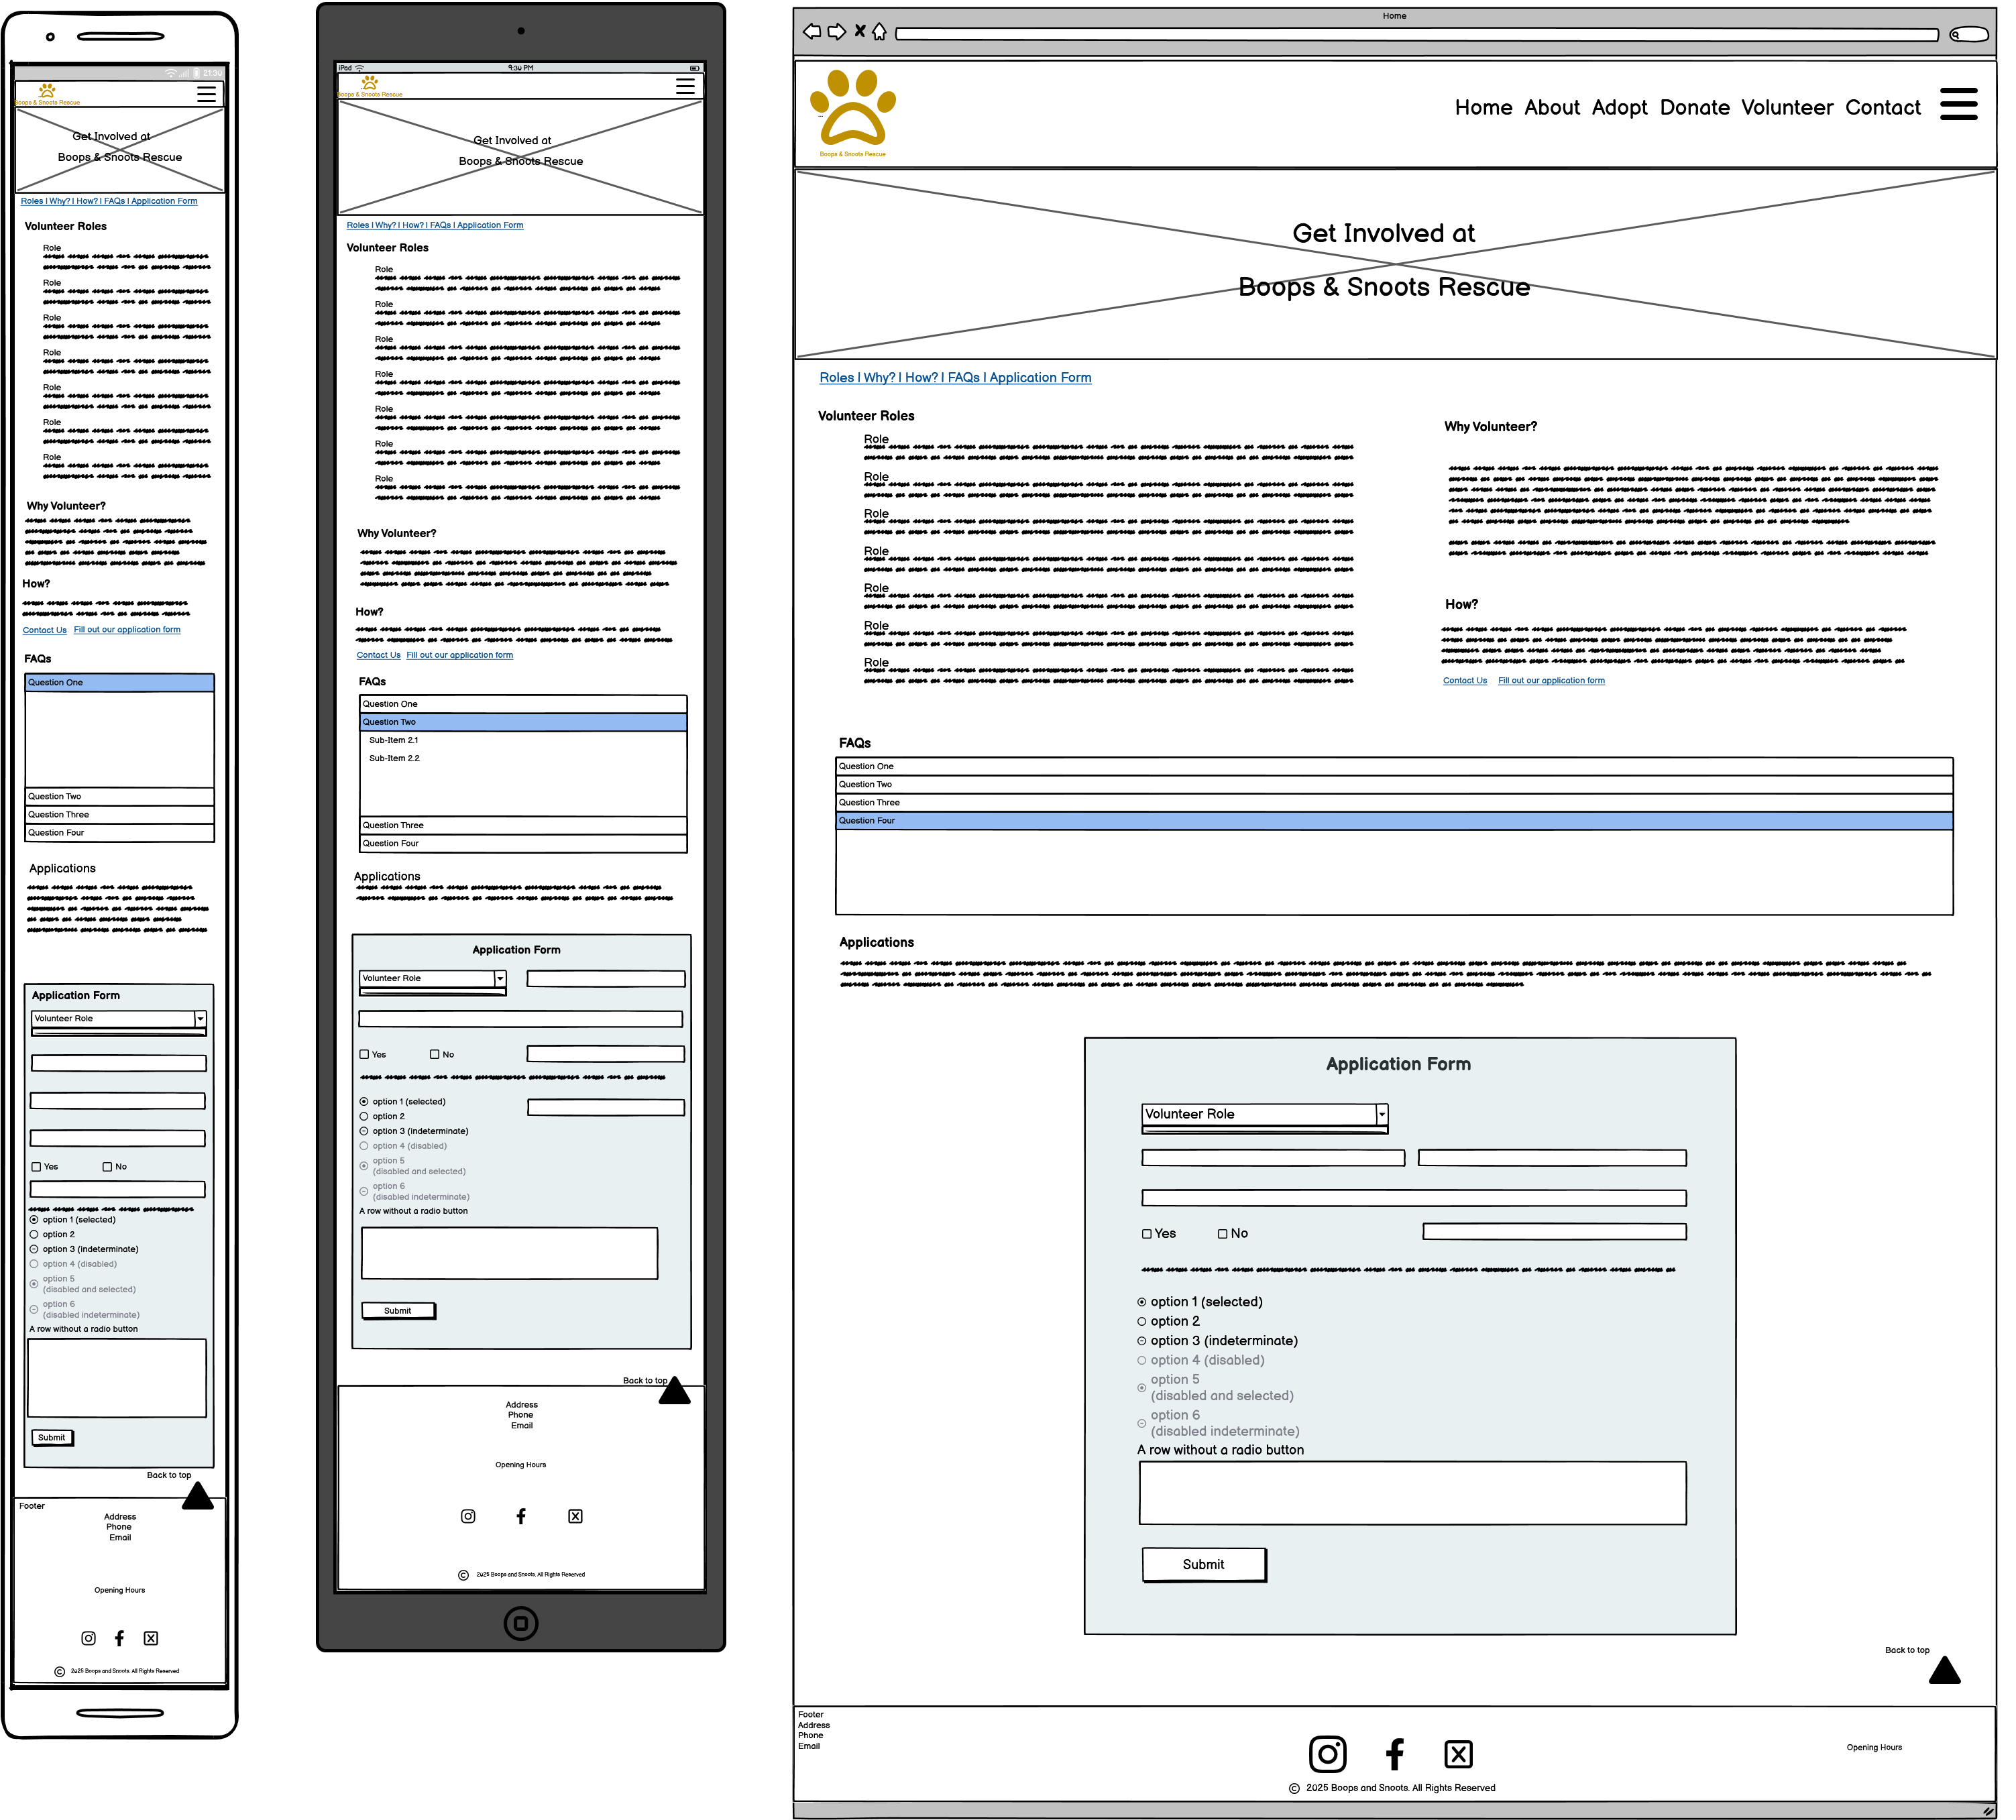 21:30
Boops & Snoots Rescue
Get Involved at
Boops & Snoots Rescue
Roles | Why? | How? | FAQs | Application Form
Volunteer Roles
Role
Role
Role
Role
Role
Role
Role
Why Volunteer?
How?
Contact Us Fill out our application form
FAQs
Question One
Question Two
Question Three
Question Four
Applications
Application Form
Volunteer Role
Yes No
option 1 (selected)
option 2
option 3 (indeterminate)
option 4 (disabled)
option 5
(disabled and selected)
option 6
(disabled indeterminate)
A row without a radio button
Submit
Back to top
Footer
Address
Phone
Email
Opening Hours
© 2025 Boops and Snoots. All Rights Reserved
iPad 9:30 PM
Boops & Snoots Rescue
Get Involved at
Boops & Snoots Rescue
Roles | Why? | How? | FAQs | Application Form
Volunteer Roles
Role
Role
Role
Role
Role
Role
Role
Why Volunteer?
How?
Contact Us Fill out our application form
FAQs
Question One
Question Two
Sub-Item 2.1
Sub-Item 2.2
Question Three
Question Four
Applications
Application Form
Volunteer Role
Yes No
option 1 (selected)
option 2
option 3 (indeterminate)
option 4 (disabled)
option 5
(disabled and selected)
option 6
(disabled indeterminate)
A row without a radio button
Submit
Back to top
Address
Phone
Email
Opening Hours
© 2025 Boops and Snoots. All Rights Reserved
Home
Boops & Snoots Rescue
Home About Adopt Donate Volunteer Contact
Get Involved at
Boops & Snoots Rescue
Roles | Why? | How? | FAQs | Application Form
Volunteer Roles
Role
Role
Role
Role
Role
Role
Role
Why Volunteer?
How?
Contact Us Fill out our application form
FAQs
Question One
Question Two
Question Three
Question Four
Applications
Application Form
Volunteer Role
Yes No
option 1 (selected)
option 2
option 3 (indeterminate)
option 4 (disabled)
option 5
(disabled and selected)
option 6
(disabled indeterminate)
A row without a radio button
Submit
Back to top
Footer
Address
Phone
Email
Opening Hours
© 2025 Boops and Snoots. All Rights Reserved